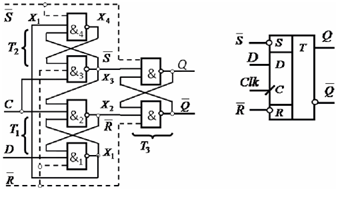 S̅ X₁ X₄
&₄
T₂
S̅
&₃ X₃ & Q
C
&₂ X₂ & Q̅
R̅
T₁ T₃
D &₁ X₁
R̅
S̅ S T Q
D D
Clk C
Q̅
R̅ R